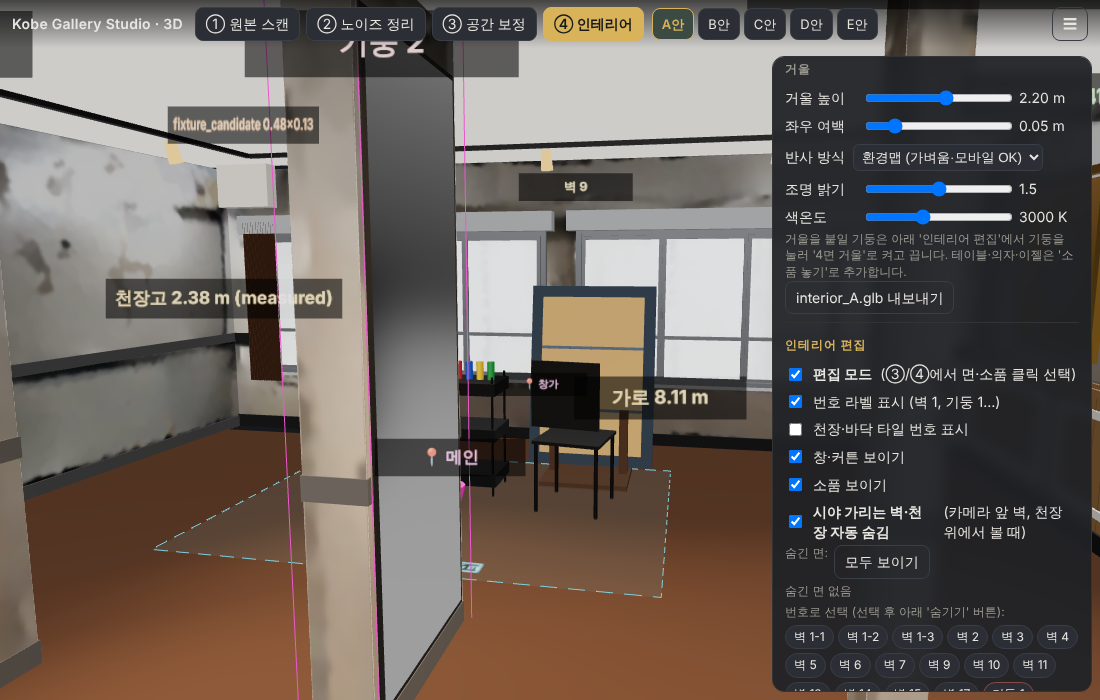 Kobe Gallery Studio · 3D
① 원본 스캔
② 노이즈 정리
③ 공간 보정
④ 인테리어
A안
B안
C안
D안
E안
기둥 2
fixture_candidate 0.48×0.13
벽 9
천장고 2.38 m (measured)
📍 창가
가로 8.11 m
📍 메인
거울
거울 높이 2.20 m
좌우 여백 0.05 m
반사 방식 환경맵 (가벼움·모바일 OK)
조명 밝기 1.5
색온도 3000 K
거울을 붙일 기둥은 아래 '인테리어 편집'에서 기둥을
눌러 '4면 거울'로 켜고 끕니다. 테이블·의자·이젤은 '소
품 놓기'로 추가합니다.
interior_A.glb 내보내기
인테리어 편집
편집 모드 (③/④에서 면·소품 클릭 선택)
번호 라벨 표시 (벽 1, 기둥 1…)
천장·바닥 타일 번호 표시
창·커튼 보이기
소품 보이기
시야 가리는 벽·천장 자동 숨김
(카메라 앞 벽, 천장 위에서 볼 때)
숨긴 면: 모두 보이기
숨긴 면 없음
번호로 선택 (선택 후 아래 '숨기기' 버튼):
벽 1-1 벽 1-2 벽 1-3 벽 2 벽 3 벽 4
벽 5 벽 6 벽 7 벽 9 벽 10 벽 11